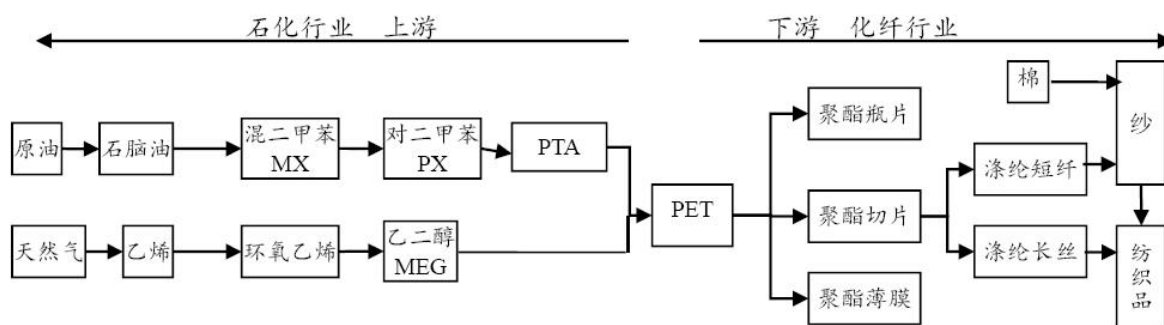 石化行业 上游
下游 化纤行业
棉
纱
聚酯瓶片
原油
石脑油
混二甲苯
MX
对二甲苯
PX
PTA
涤纶短纤
PET
聚酯切片
天然气
乙烯
环氧乙烯
乙二醇
MEG
涤纶长丝
纺
织
品
聚酯薄膜